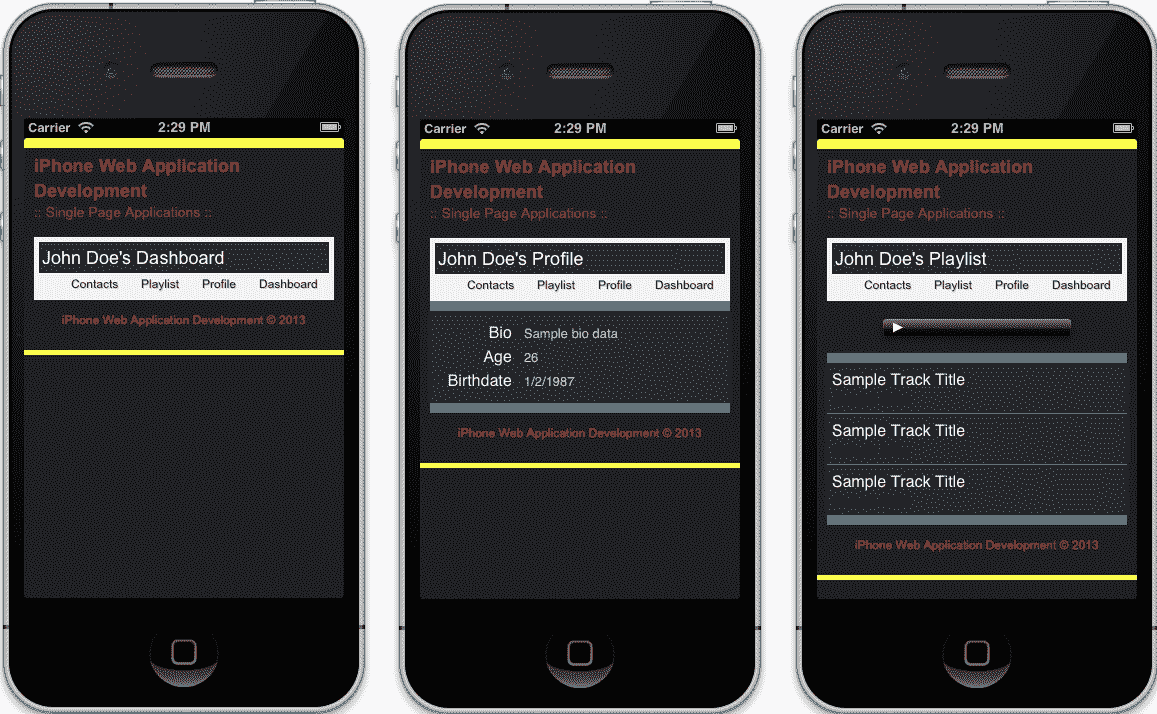 Carrier 2:29 PM
iPhone Web Application
Development
:: Single Page Applications ::
John Doe's Dashboard
Contacts Playlist Profile Dashboard
iPhone Web Application Development © 2013
Carrier 2:29 PM
iPhone Web Application
Development
:: Single Page Applications ::
John Doe's Profile
Contacts Playlist Profile Dashboard
Bio Sample bio data
Age 26
Birthdate 1/2/1987
iPhone Web Application Development © 2013
Carrier 2:29 PM
iPhone Web Application
Development
:: Single Page Applications ::
John Doe's Playlist
Contacts Playlist Profile Dashboard
Sample Track Title
Sample Track Title
Sample Track Title
iPhone Web Application Development © 2013